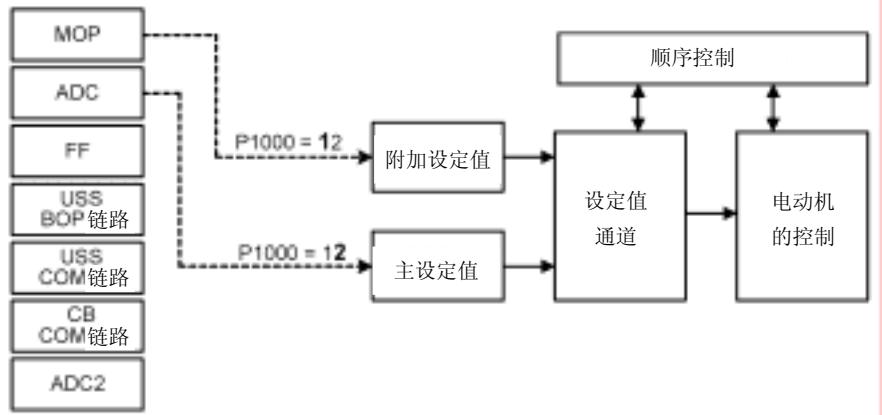 MOP
ADC
FF
USS
BOP链路
USS
COM链路
CB
COM链路
ADC2
P1000 = 12
P1000 = 12
附加设定值
主设定值
顺序控制
设定值
通道
电动机
的控制